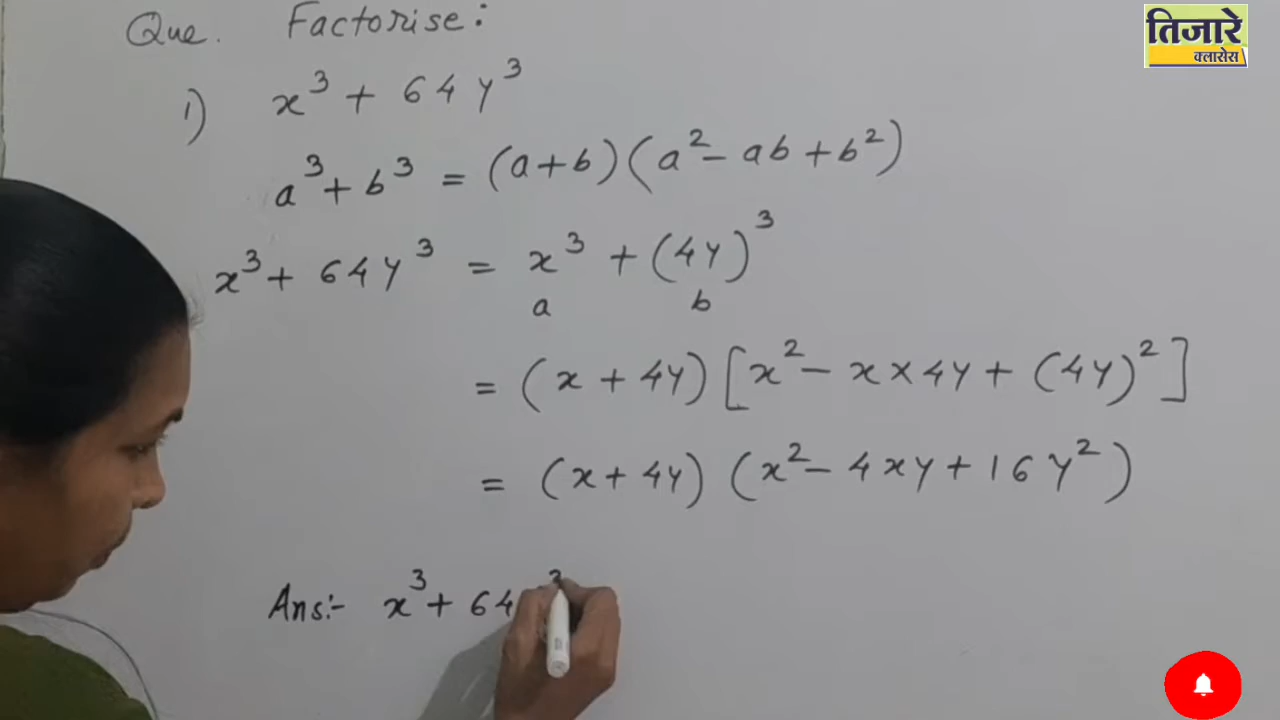 Que. Factorise:
तिजारे
क्लासेस
1) x³ + 64y³
a³ + b³ = (a+b)(a² - ab + b²)
x³ + 64y³ = x³ + (4y)³
a b
= (x + 4y)[x² - x × 4y + (4y)²]
= (x + 4y) (x² - 4xy + 16y²)
Ans:- x³ + 64 ³